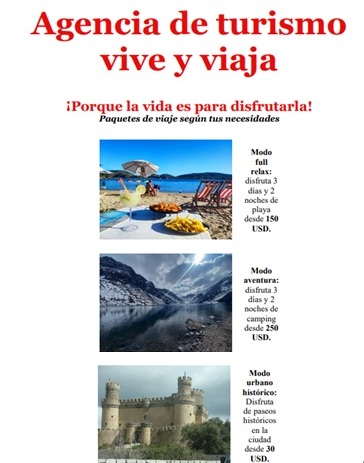 Agencia de turismo
vive y viaja
¡Porque la vida es para disfrutarla!
Paquetes de viaje según tus necesidades
Modo
full
relax:
disfruta 3
días y 2
noches de
playa
desde 150
USD.
Modo
aventura:
disfruta 3
días y 2
noches de
camping
desde 250
USD.
Modo
urbano
histórico:
Disfruta
de paseos
históricos
en la
ciudad
desde 30
USD.